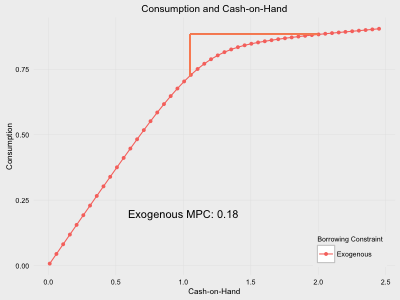 Consumption and Cash-on-Hand
Consumption
0.75
0.50
0.25
0.00
Exogenous MPC: 0.18
Borrowing Constraint
Exogenous
0.0 0.5 1.0 1.5 2.0 2.5
Cash-on-Hand